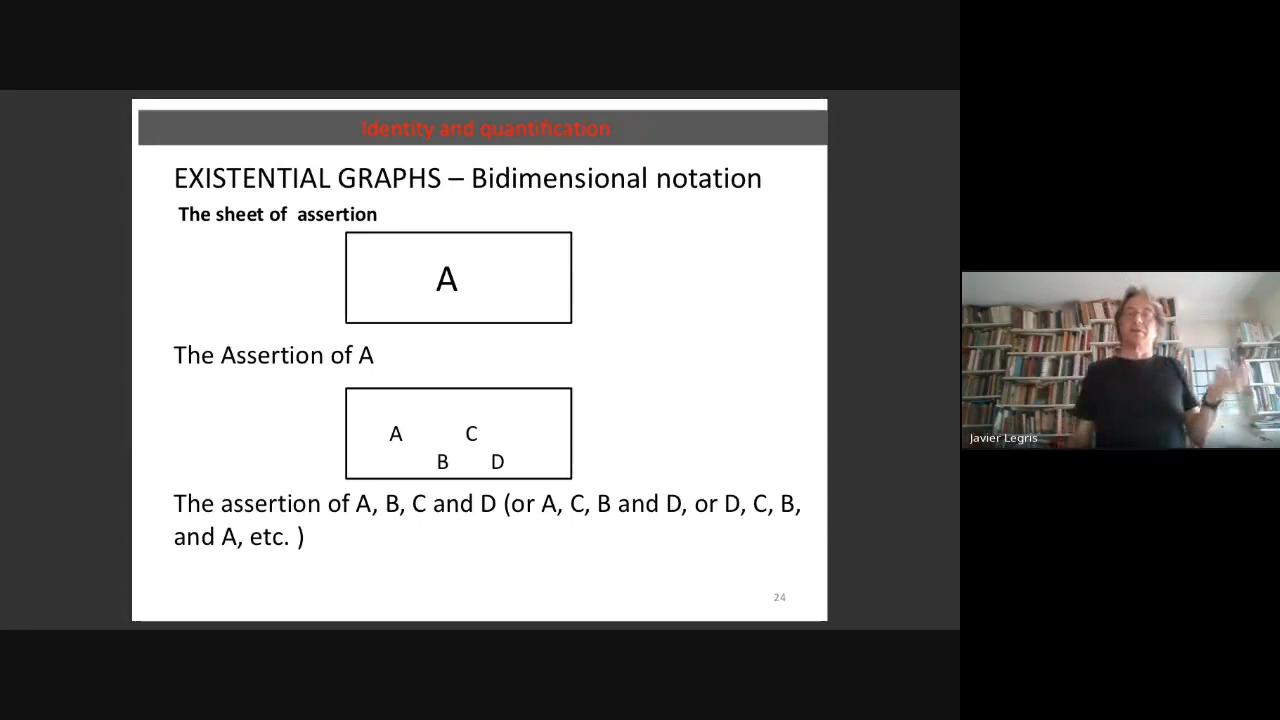 Identity and quantification
EXISTENTIAL GRAPHS – Bidimensional notation
The sheet of assertion
A
The Assertion of A
A C
B D
The assertion of A, B, C and D (or A, C, B and D, or D, C, B,
and A, etc. )
24
Javier Legris